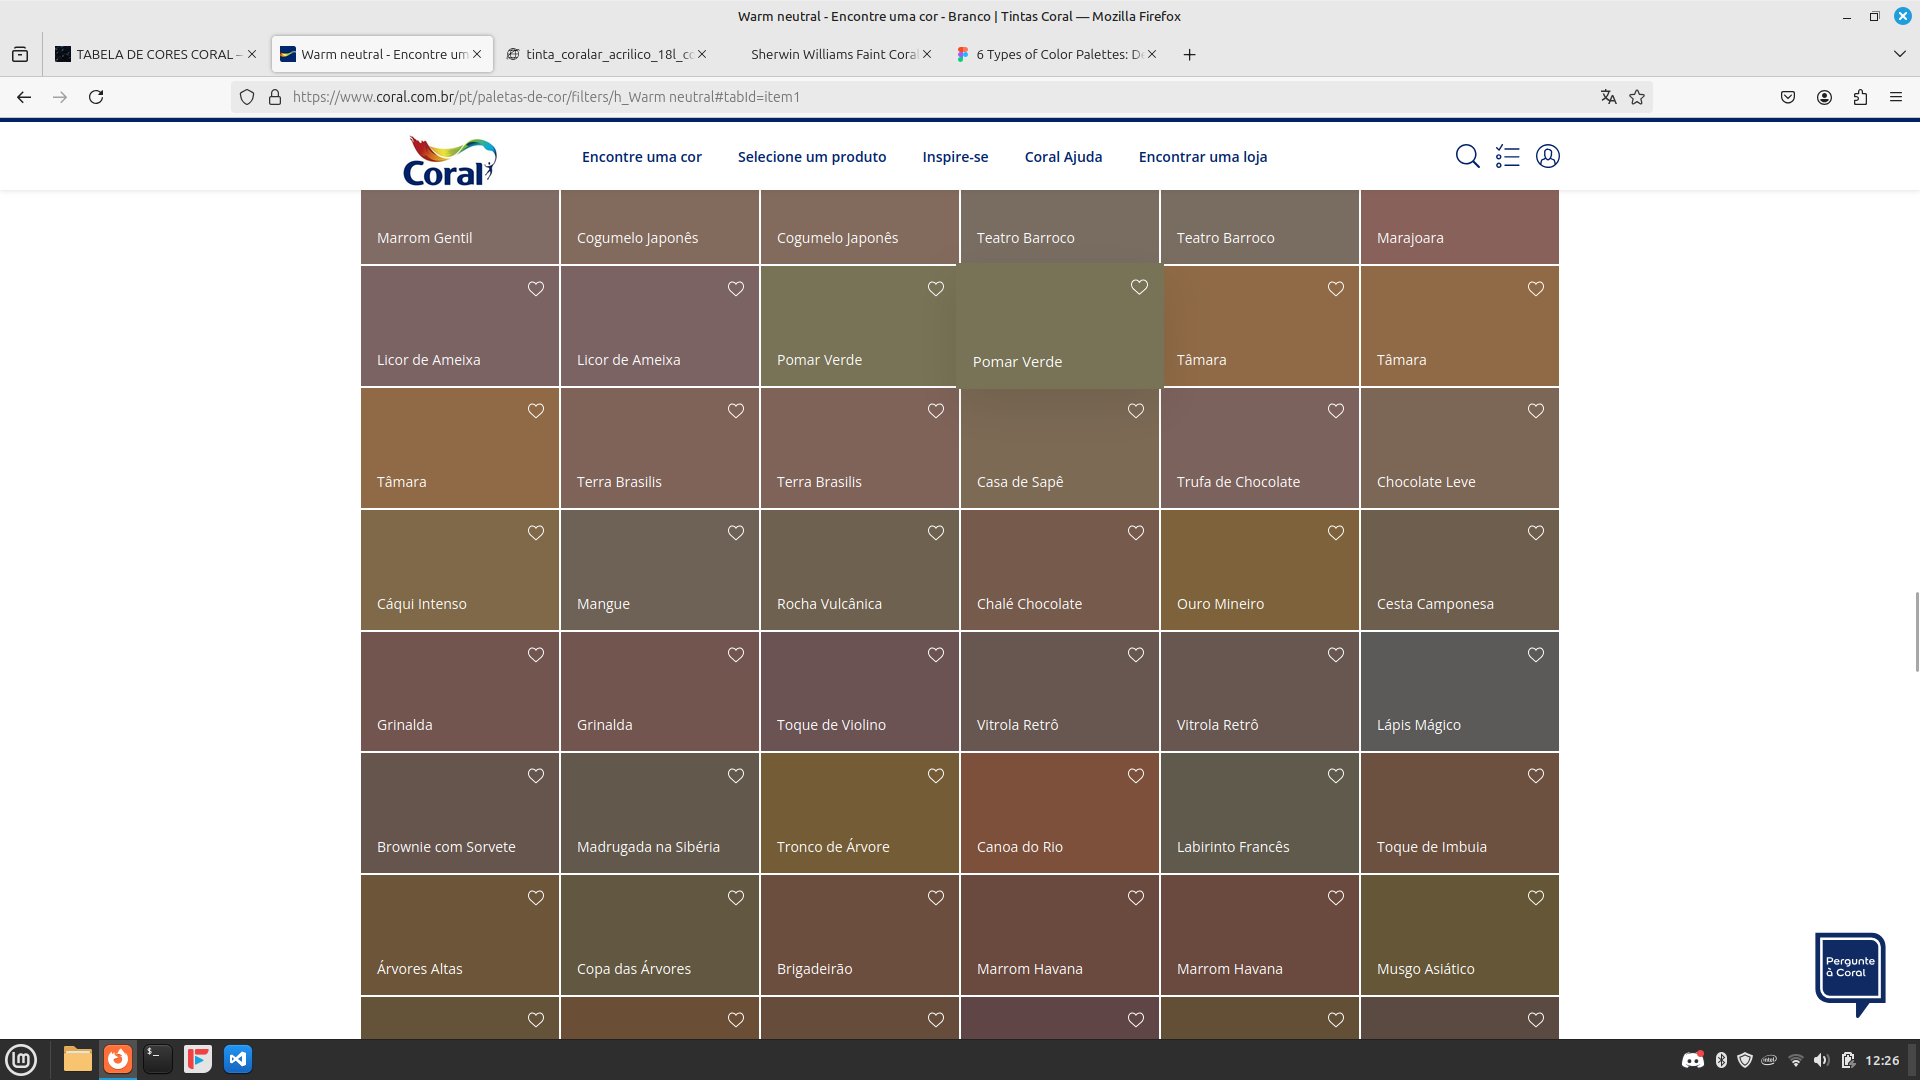 Warm neutral - Encontre uma cor - Branco | Tintas Coral — Mozilla Firefox
TABELA DE CORES CORAL –
Warm neutral - Encontre um
tinta_coralar_acrilico_18l_co
Sherwin Williams Faint Coral
6 Types of Color Palettes: De
https://www.coral.com.br/pt/paletas-de-cor/filters/h_Warm neutral#tabId=item1
Coral
Encontre uma cor
Selecione um produto
Inspire-se
Coral Ajuda
Encontrar uma loja
Marrom Gentil
Cogumelo Japonês
Cogumelo Japonês
Teatro Barroco
Teatro Barroco
Marajoara
Licor de Ameixa
Licor de Ameixa
Pomar Verde
Pomar Verde
Tâmara
Tâmara
Tâmara
Terra Brasilis
Terra Brasilis
Casa de Sapê
Trufa de Chocolate
Chocolate Leve
Cáqui Intenso
Mangue
Rocha Vulcânica
Chalé Chocolate
Ouro Mineiro
Cesta Camponesa
Grinalda
Grinalda
Toque de Violino
Vitrola Retrô
Vitrola Retrô
Lápis Mágico
Brownie com Sorvete
Madrugada na Sibéria
Tronco de Árvore
Canoa do Rio
Labirinto Francês
Toque de Imbuia
Árvores Altas
Copa das Árvores
Brigadeirão
Marrom Havana
Marrom Havana
Musgo Asiático
Pergunte
à Coral
12:26